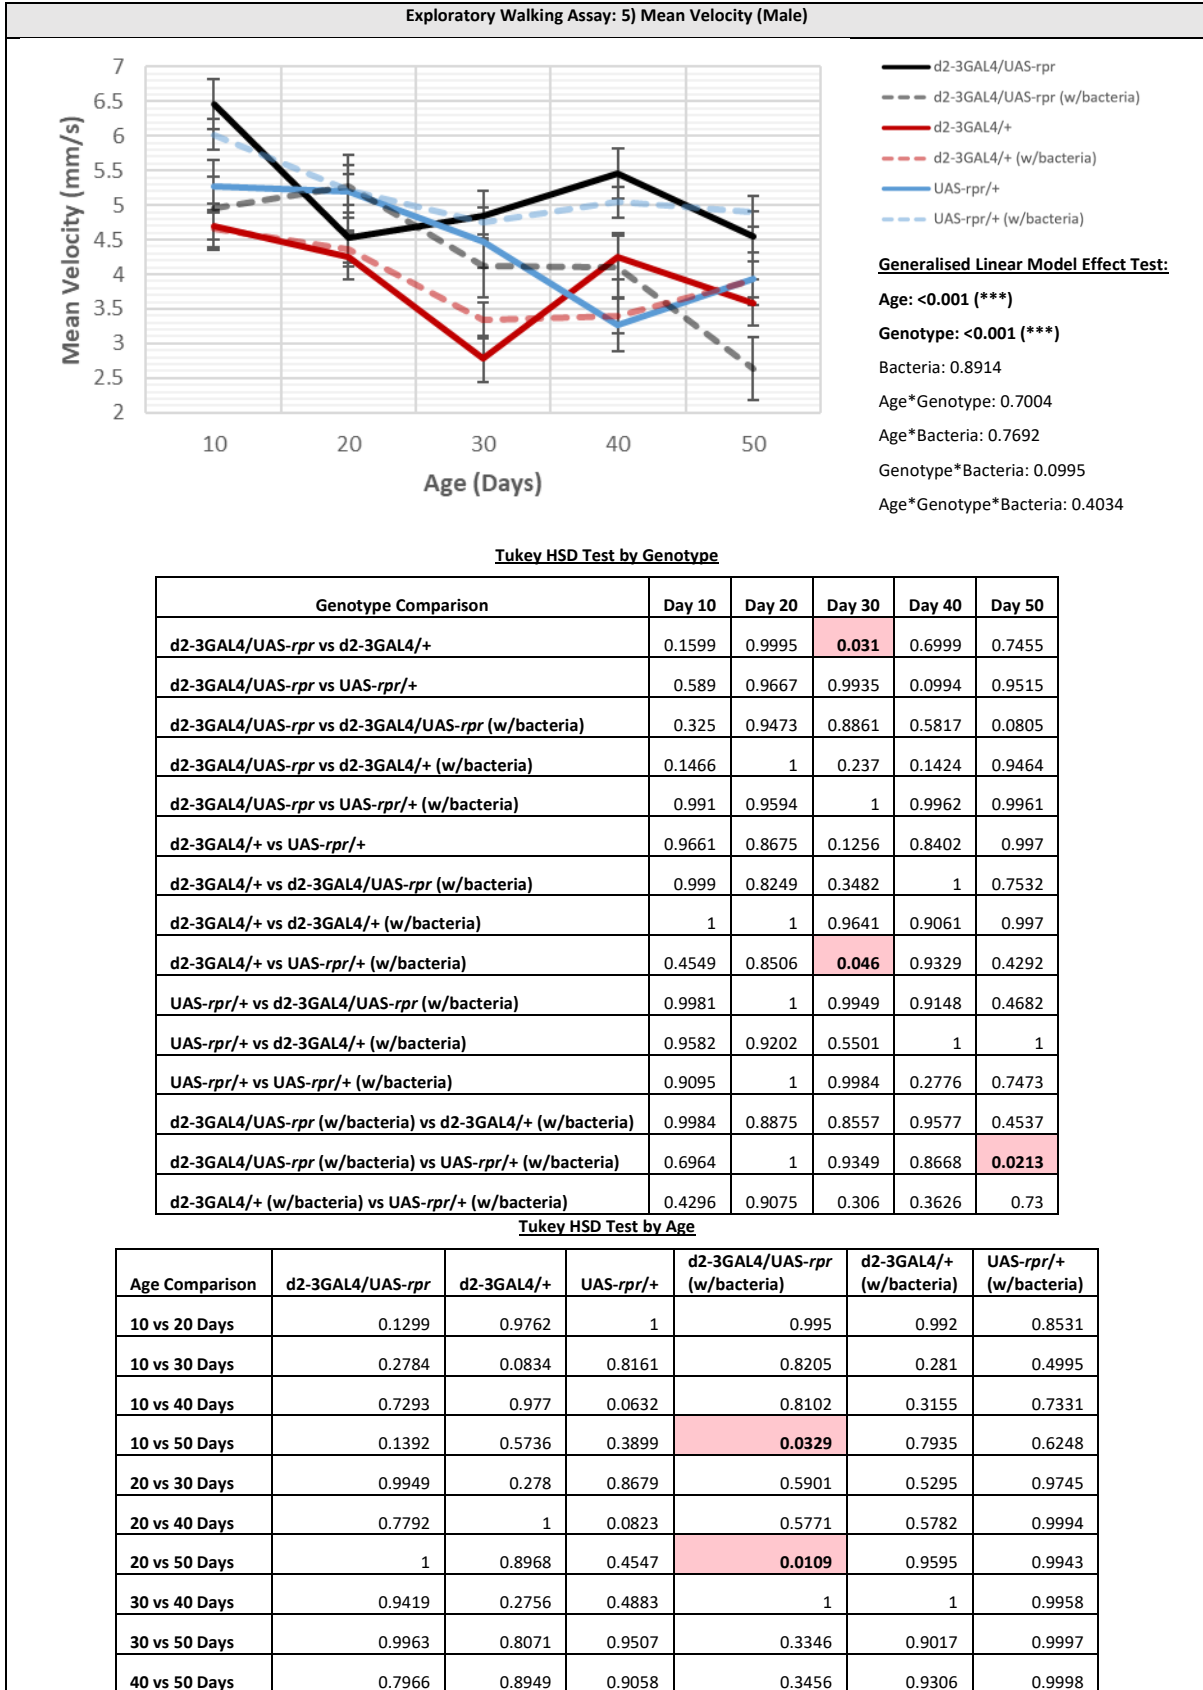 Exploratory Walking Assay: 5) Mean Velocity (Male)
7
6.5
6
5.5
5
4.5
4
3.5
3
2.5
2
Mean Velocity (mm/s)
10 20 30 40 50
Age (Days)
d2-3GAL4/UAS-rpr
d2-3GAL4/UAS-rpr (w/bacteria)
d2-3GAL4/+
d2-3GAL4/+ (w/bacteria)
UAS-rpr/+
UAS-rpr/+ (w/bacteria)
Generalised Linear Model Effect Test:
Age: <0.001 (***)
Genotype: <0.001 (***)
Bacteria: 0.8914
Age*Genotype: 0.7004
Age*Bacteria: 0.7692
Genotype*Bacteria: 0.0995
Age*Genotype*Bacteria: 0.4034
Tukey HSD Test by Genotype
Genotype Comparison Day 10 Day 20 Day 30 Day 40 Day 50
d2-3GAL4/UAS-rpr vs d2-3GAL4/+ 0.1599 0.9995 0.031 0.6999 0.7455
d2-3GAL4/UAS-rpr vs UAS-rpr/+ 0.589 0.9667 0.9935 0.0994 0.9515
d2-3GAL4/UAS-rpr vs d2-3GAL4/UAS-rpr (w/bacteria) 0.325 0.9473 0.8861 0.5817 0.0805
d2-3GAL4/UAS-rpr vs d2-3GAL4/+ (w/bacteria) 0.1466 1 0.237 0.1424 0.9464
d2-3GAL4/UAS-rpr vs UAS-rpr/+ (w/bacteria) 0.991 0.9594 1 0.9962 0.9961
d2-3GAL4/+ vs UAS-rpr/+ 0.9661 0.8675 0.1256 0.8402 0.997
d2-3GAL4/+ vs d2-3GAL4/UAS-rpr (w/bacteria) 0.999 0.8249 0.3482 1 0.7532
d2-3GAL4/+ vs d2-3GAL4/+ (w/bacteria) 1 1 0.9641 0.9061 0.997
d2-3GAL4/+ vs UAS-rpr/+ (w/bacteria) 0.4549 0.8506 0.046 0.9329 0.4292
UAS-rpr/+ vs d2-3GAL4/UAS-rpr (w/bacteria) 0.9981 1 0.9949 0.9148 0.4682
UAS-rpr/+ vs d2-3GAL4/+ (w/bacteria) 0.9582 0.9202 0.5501 1 1
UAS-rpr/+ vs UAS-rpr/+ (w/bacteria) 0.9095 1 0.9984 0.2776 0.7473
d2-3GAL4/UAS-rpr (w/bacteria) vs d2-3GAL4/+ (w/bacteria) 0.9984 0.8875 0.8557 0.9577 0.4537
d2-3GAL4/UAS-rpr (w/bacteria) vs UAS-rpr/+ (w/bacteria) 0.6964 1 0.9349 0.8668 0.0213
d2-3GAL4/+ (w/bacteria) vs UAS-rpr/+ (w/bacteria) 0.4296 0.9075 0.306 0.3626 0.73
Tukey HSD Test by Age
Age Comparison d2-3GAL4/UAS-rpr d2-3GAL4/+ UAS-rpr/+ d2-3GAL4/UAS-rpr (w/bacteria) d2-3GAL4/+ (w/bacteria) UAS-rpr/+ (w/bacteria)
10 vs 20 Days 0.1299 0.9762 1 0.995 0.992 0.8531
10 vs 30 Days 0.2784 0.0834 0.8161 0.8205 0.281 0.4995
10 vs 40 Days 0.7293 0.977 0.0632 0.8102 0.3155 0.7331
10 vs 50 Days 0.1392 0.5736 0.3899 0.0329 0.7935 0.6248
20 vs 30 Days 0.9949 0.278 0.8679 0.5901 0.5295 0.9745
20 vs 40 Days 0.7792 1 0.0823 0.5771 0.5782 0.9994
20 vs 50 Days 1 0.8968 0.4547 0.0109 0.9595 0.9943
30 vs 40 Days 0.9419 0.2756 0.4883 1 1 0.9958
30 vs 50 Days 0.9963 0.8071 0.9507 0.3346 0.9017 0.9997
40 vs 50 Days 0.7966 0.8949 0.9058 0.3456 0.9306 0.9998